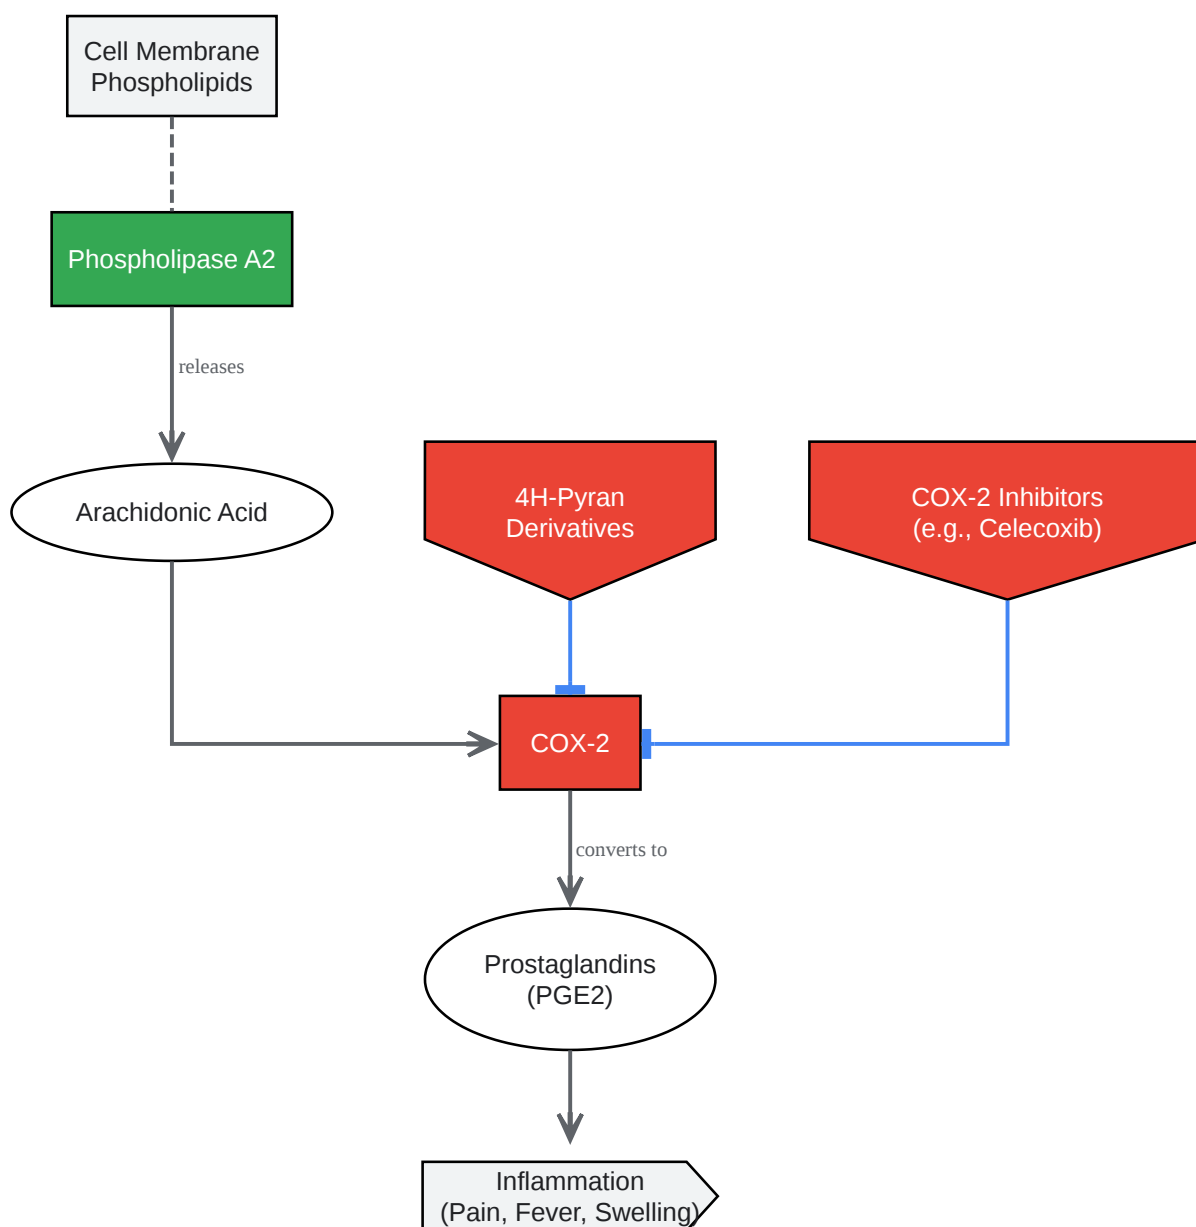 Cell Membrane
Phospholipids
Phospholipase A2
releases
Arachidonic Acid
4H-Pyran
Derivatives
COX-2 Inhibitors
(e.g., Celecoxib)
COX-2
converts to
Prostaglandins
(PGE2)
Inflammation
(Pain, Fever, Swelling)